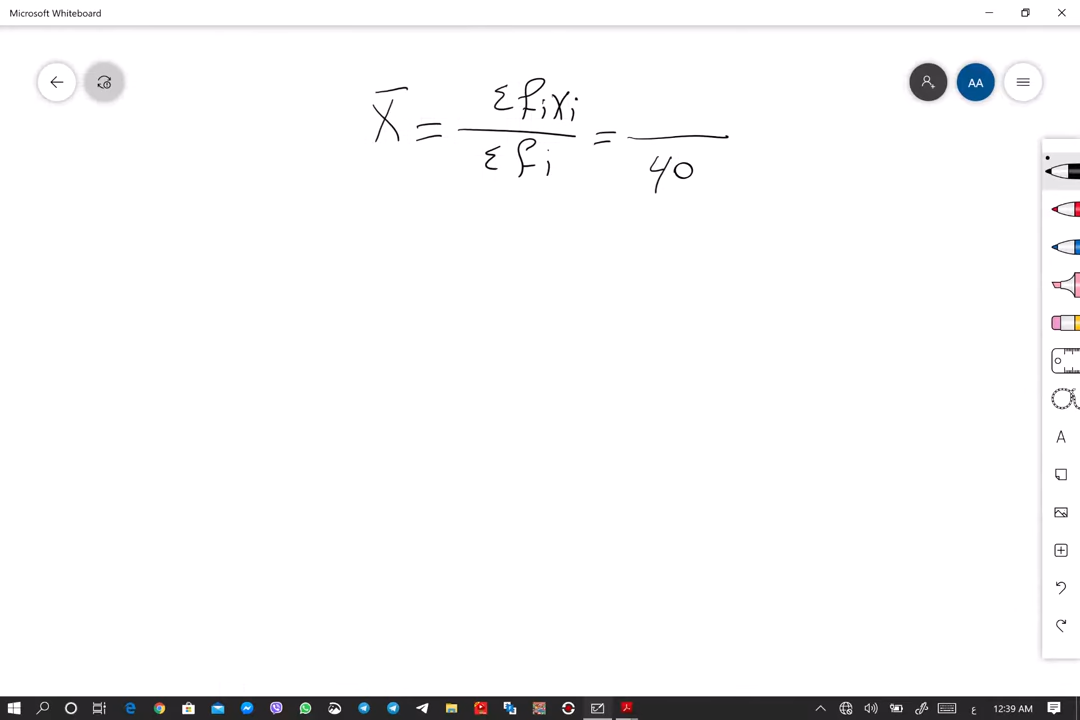 Microsoft Whiteboard
AA
X̄ = Σfixi / Σfi = / 40
A
ع
12:39 AM